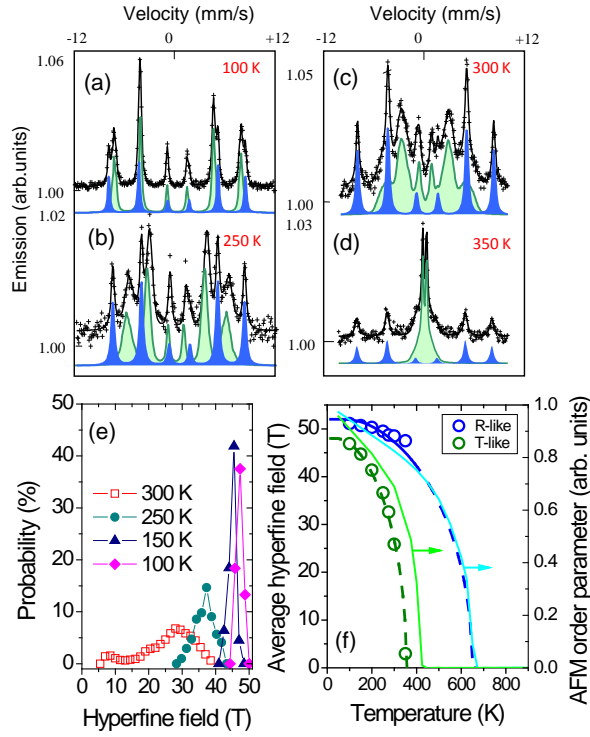 Velocity (mm/s)
Velocity (mm/s)
-12 0 +12
-12 0 +12
(a) 100 K
(c) 300 K
1.06
1.05
1.00
1.00
1.02
1.03
Emission (arb.units)
(b) 250 K
(d) 350 K
1.00
1.00
(e)
300 K
250 K
150 K
100 K
50
40
30
20
10
0
Probability (%)
0 10 20 30 40 50
Hyperfine field (T)
R-like
T-like
(f)
50
45
40
35
30
25
20
15
10
5
0
Average hyperfine field (T)
1.0
0.8
0.6
0.4
0.2
0.0
AFM order parameter (arb. units)
0 200 400 600 800
Temperature (K)